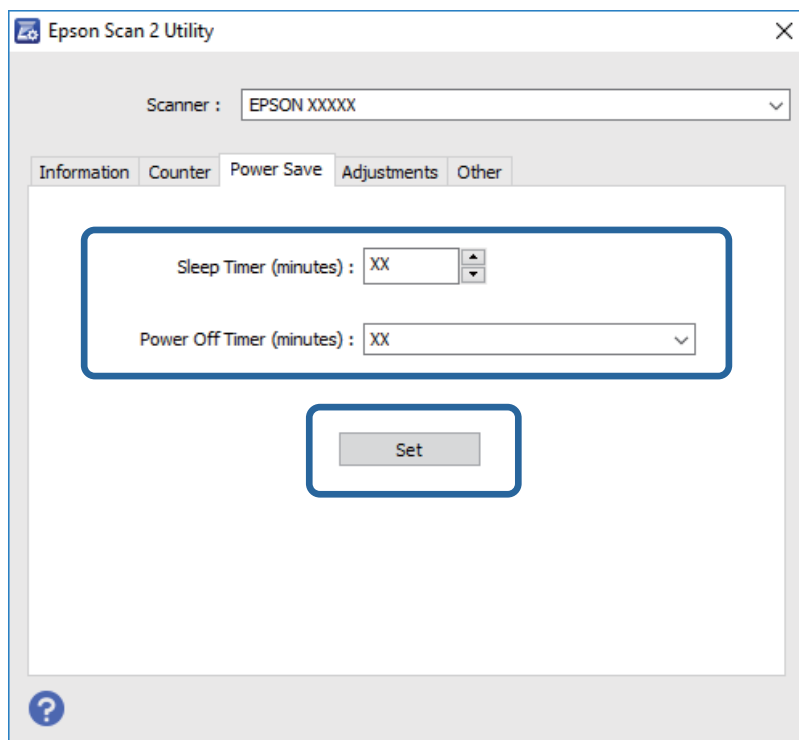 Epson Scan 2 Utility
Scanner : EPSON XXXXX
Information Counter Power Save Adjustments Other
Sleep Timer (minutes) : XX
Power Off Timer (minutes) : XX
Set
?